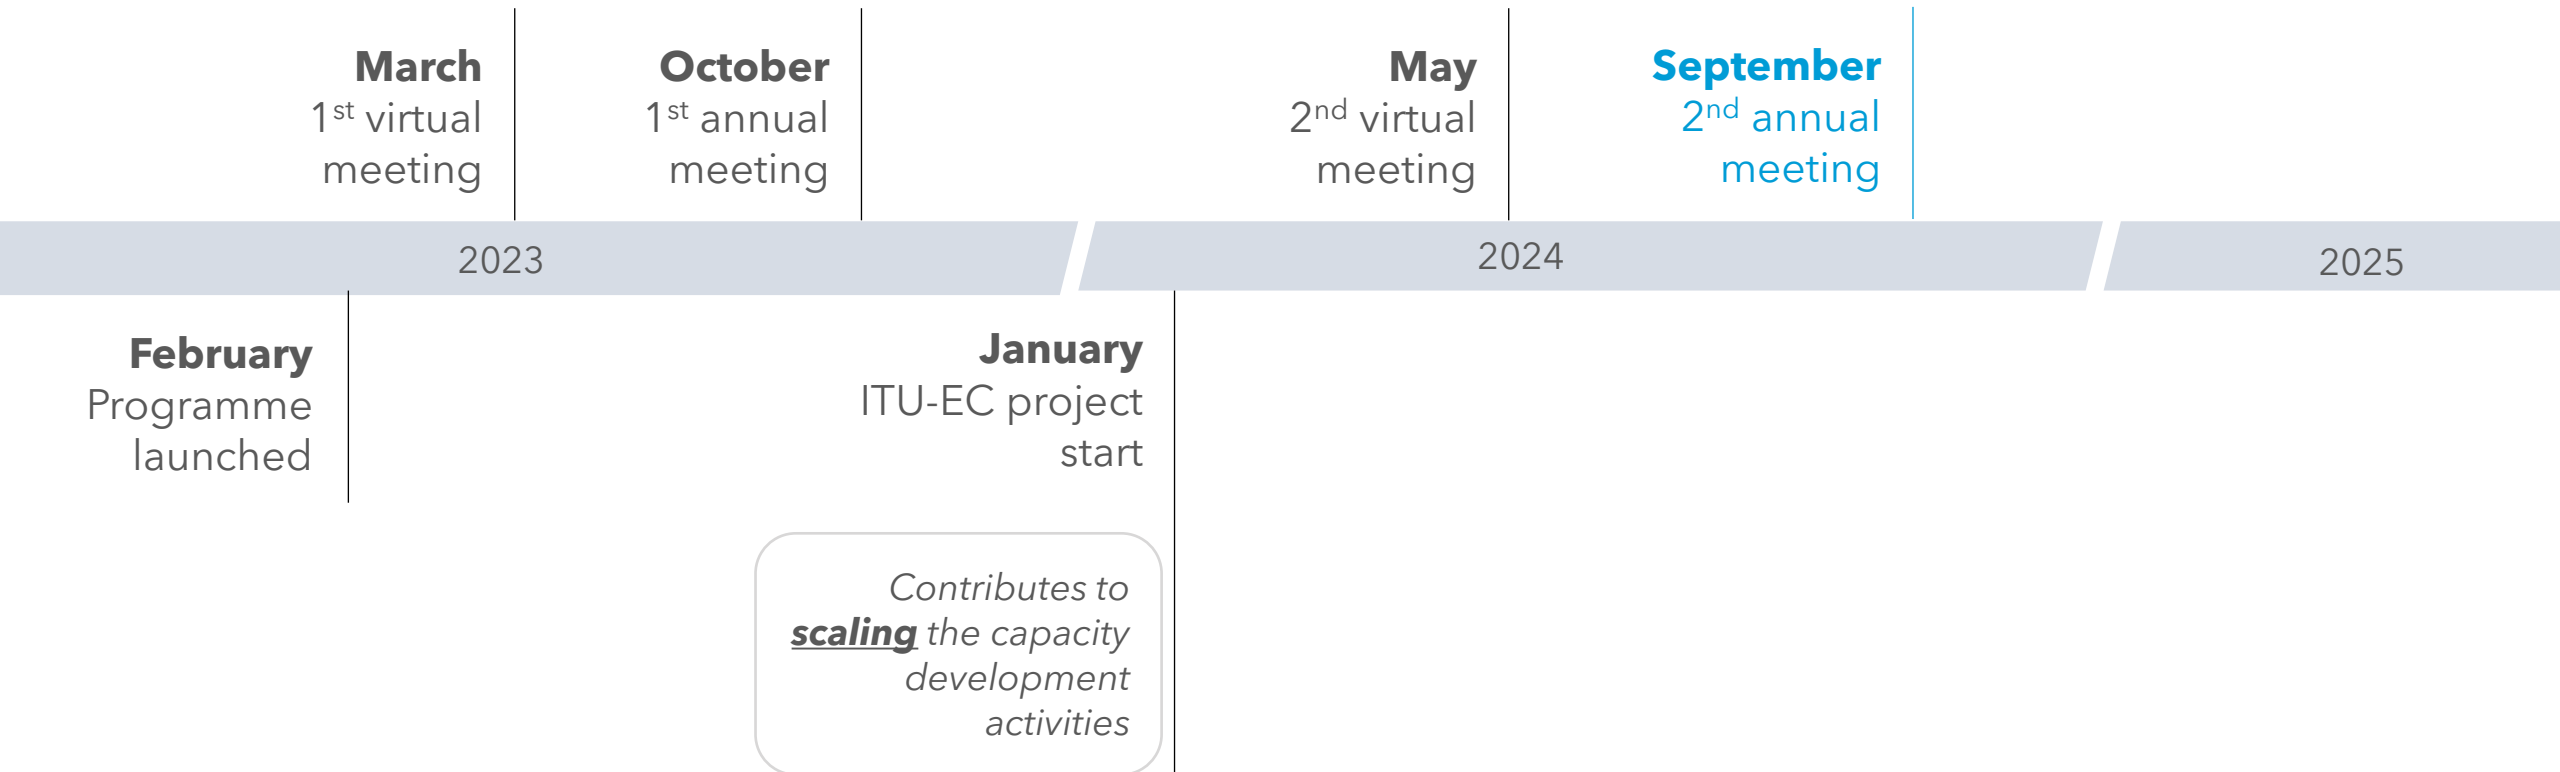 March
1st virtual
meeting
October
1st annual
meeting
May
2nd virtual
meeting
September
2nd annual
meeting
2023
2024
2025
February
Programme
launched
January
ITU-EC project
start
Contributes to
scaling the capacity
development
activities